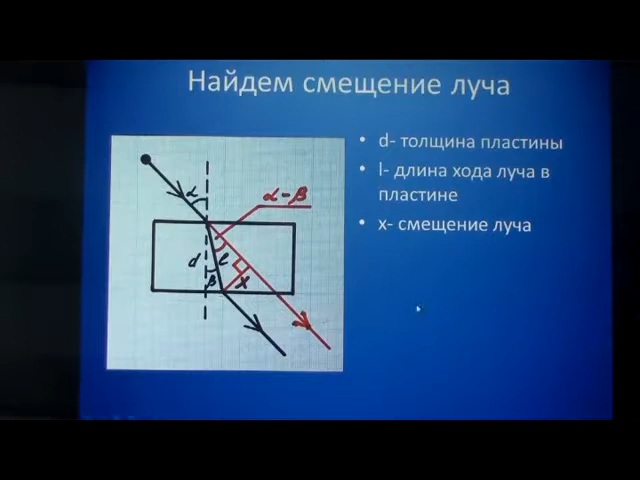 Найдем смещение луча
• d- толщина пластины
• l- длина хода луча в
пластине
• x- смещение луча
α
α-β
d
l
β
x